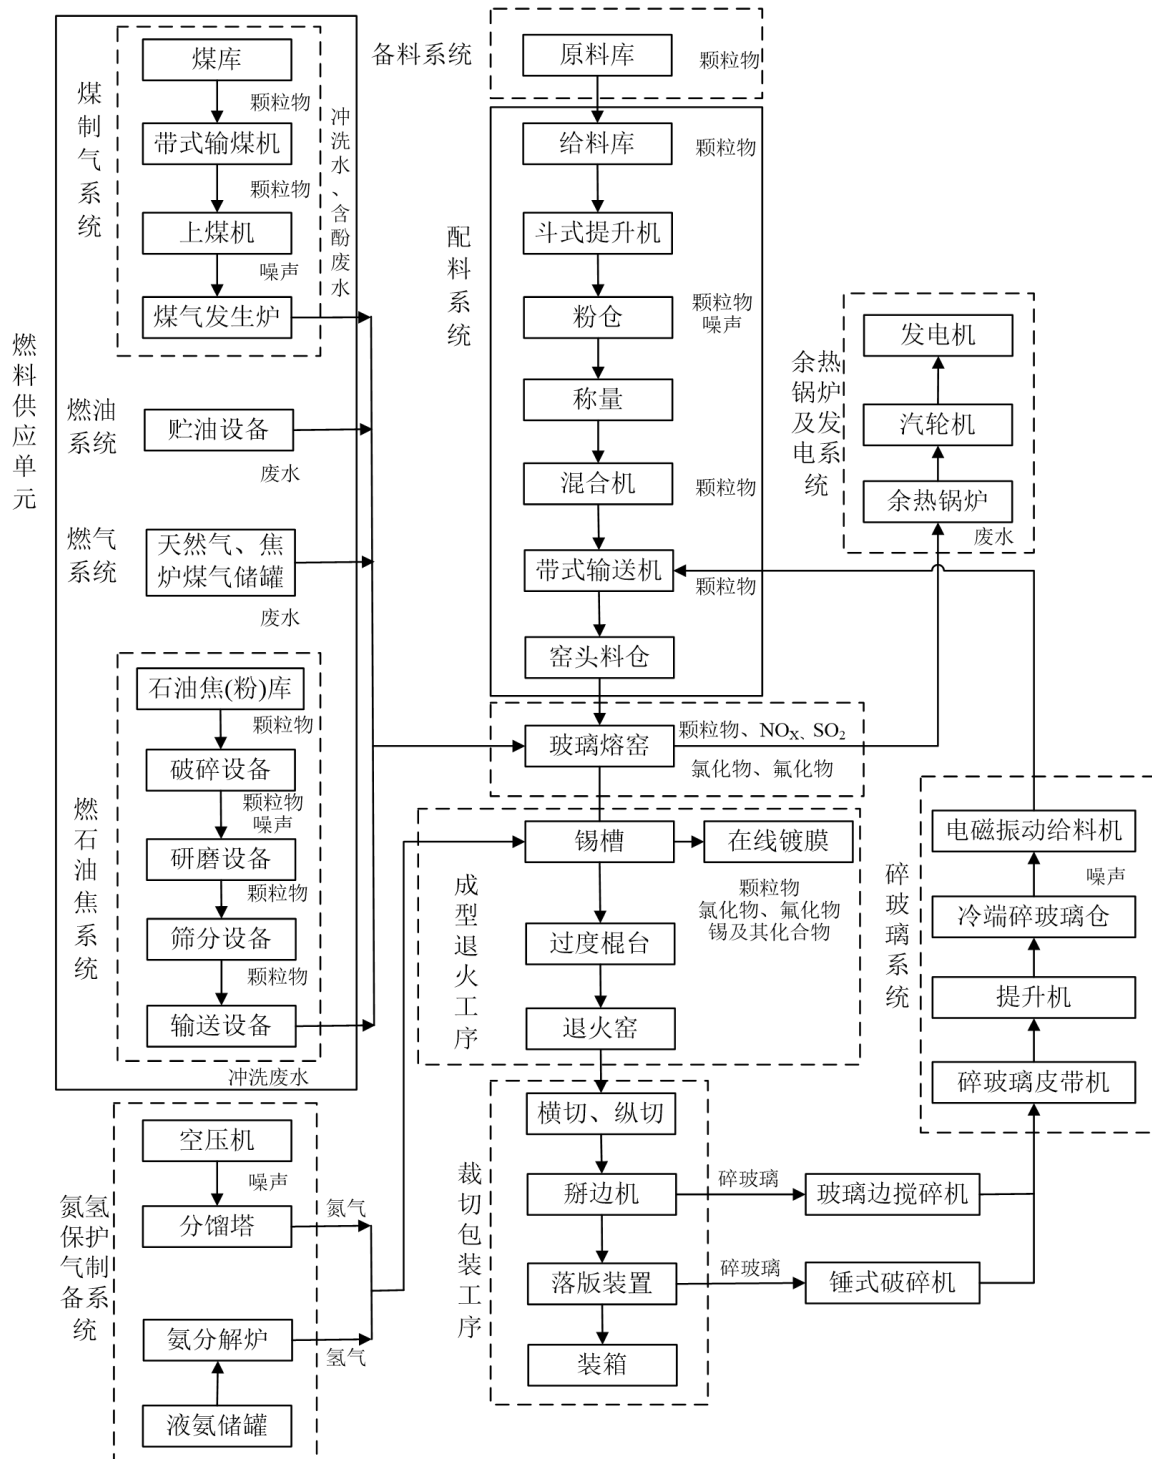 煤制气系统
煤库
颗粒物
带式输煤机
颗粒物
上煤机
噪声
煤气发生炉
冲洗水、含酚废水
燃料供应单元
燃油
系统
贮油设备
废水
燃气
系统
天然气、焦
炉煤气储罐
废水
燃石油焦系统
石油焦(粉)库
颗粒物
破碎设备
颗粒物
噪声
研磨设备
颗粒物
筛分设备
颗粒物
输送设备
冲洗废水
氮氢
保护
气制
备系
统
空压机
噪声
分馏塔
氮气
氨分解炉
氢气
液氨储罐
备料系统
原料库
颗粒物
配料系统
给料库
颗粒物
斗式提升机
粉仓
颗粒物
噪声
称量
混合机
颗粒物
带式输送机
颗粒物
窑头料仓
玻璃熔窑
颗粒物、NOX、SO2
氯化物、氟化物
成型退火工序
锡槽
在线镀膜
颗粒物
氯化物、氟化物
锡及其化合物
过度棍台
退火窑
裁切包装工序
横切、纵切
掰边机
碎玻璃
玻璃边搅碎机
落版装置
碎玻璃
锤式破碎机
装箱
余热
锅炉
及发
电系
统
发电机
汽轮机
余热锅炉
废水
碎玻璃系统
电磁振动给料机
噪声
冷端碎玻璃仓
提升机
碎玻璃皮带机